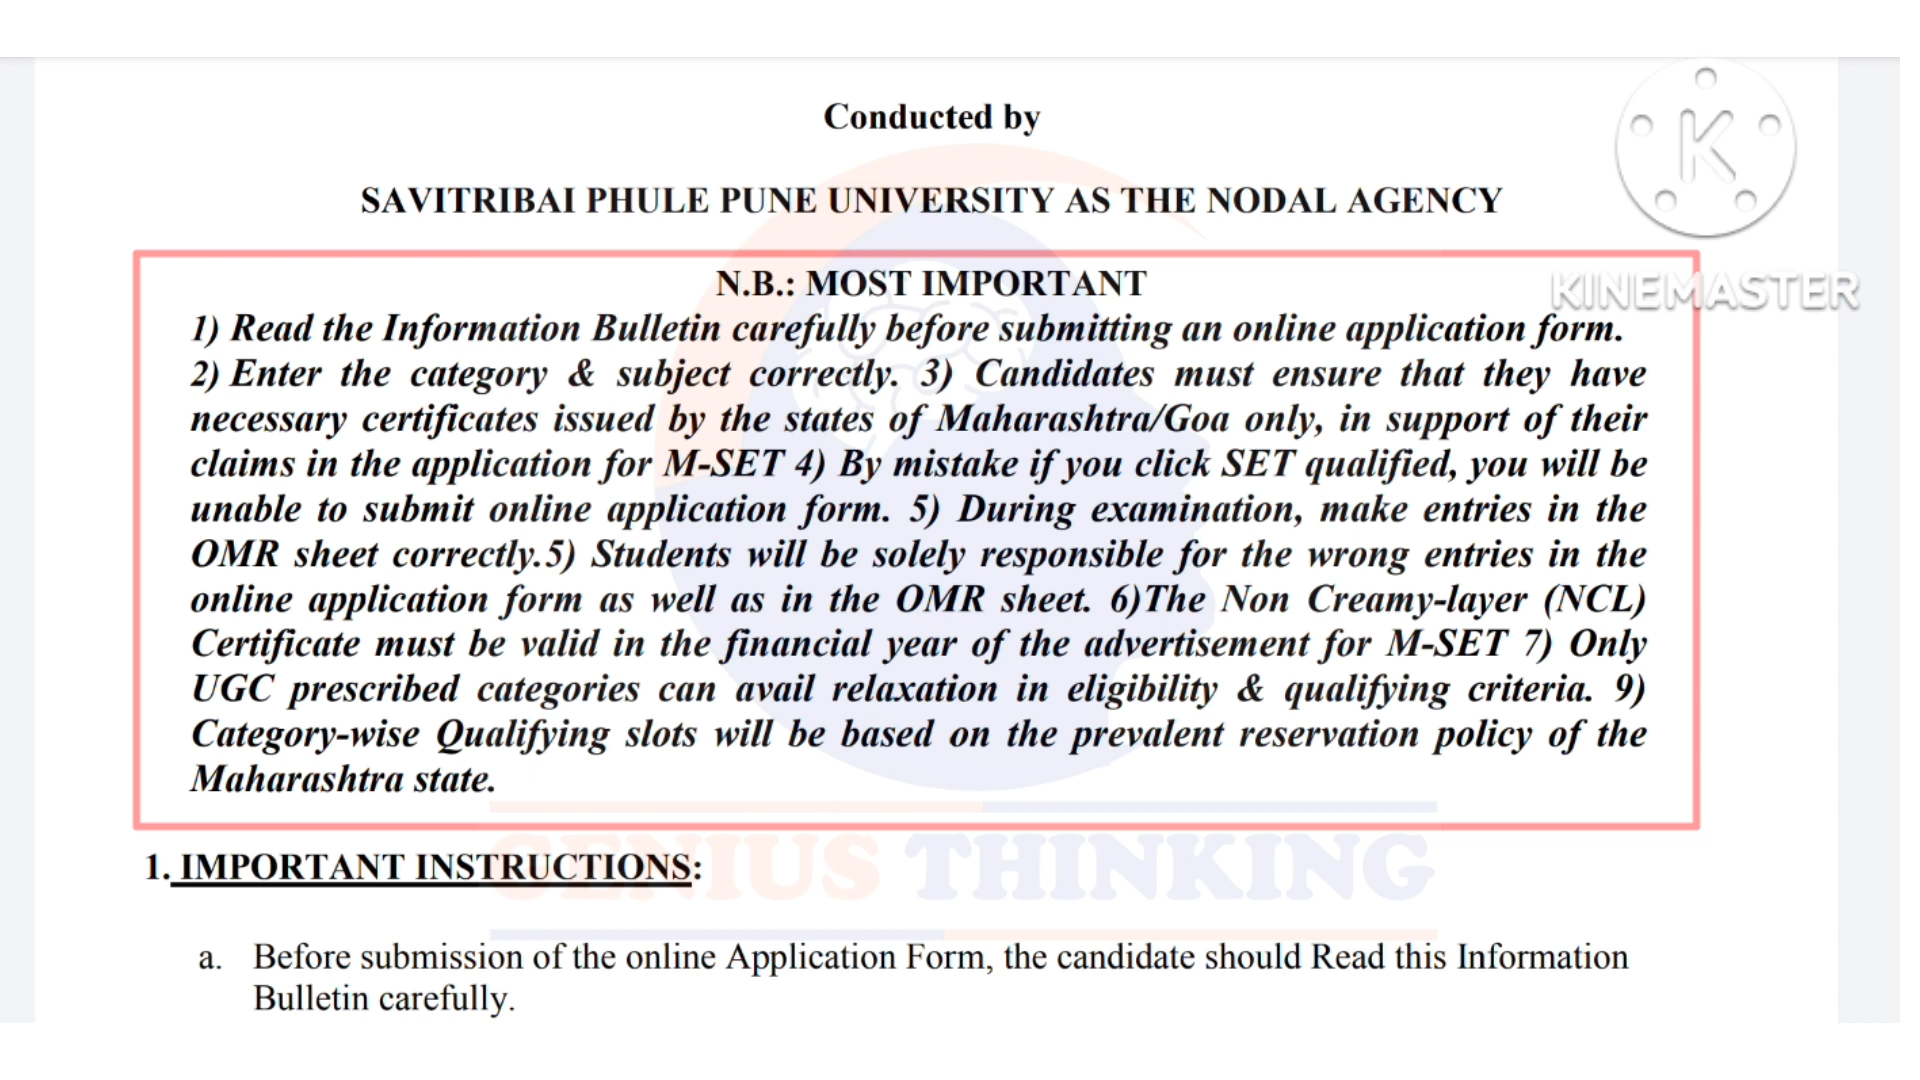 Conducted by
SAVITRIBAI PHULE PUNE UNIVERSITY AS THE NODAL AGENCY
KINEMASTER
N.B.: MOST IMPORTANT
1) Read the Information Bulletin carefully before submitting an online application form.
2) Enter the category & subject correctly. 3) Candidates must ensure that they have
necessary certificates issued by the states of Maharashtra/Goa only, in support of their
claims in the application for M-SET 4) By mistake if you click SET qualified, you will be
unable to submit online application form. 5) During examination, make entries in the
OMR sheet correctly.5) Students will be solely responsible for the wrong entries in the
online application form as well as in the OMR sheet. 6)The Non Creamy-layer (NCL)
Certificate must be valid in the financial year of the advertisement for M-SET 7) Only
UGC prescribed categories can avail relaxation in eligibility & qualifying criteria. 9)
Category-wise Qualifying slots will be based on the prevalent reservation policy of the
Maharashtra state.
GENIUS THINKING
1. IMPORTANT INSTRUCTIONS:
a. Before submission of the online Application Form, the candidate should Read this Information
Bulletin carefully.